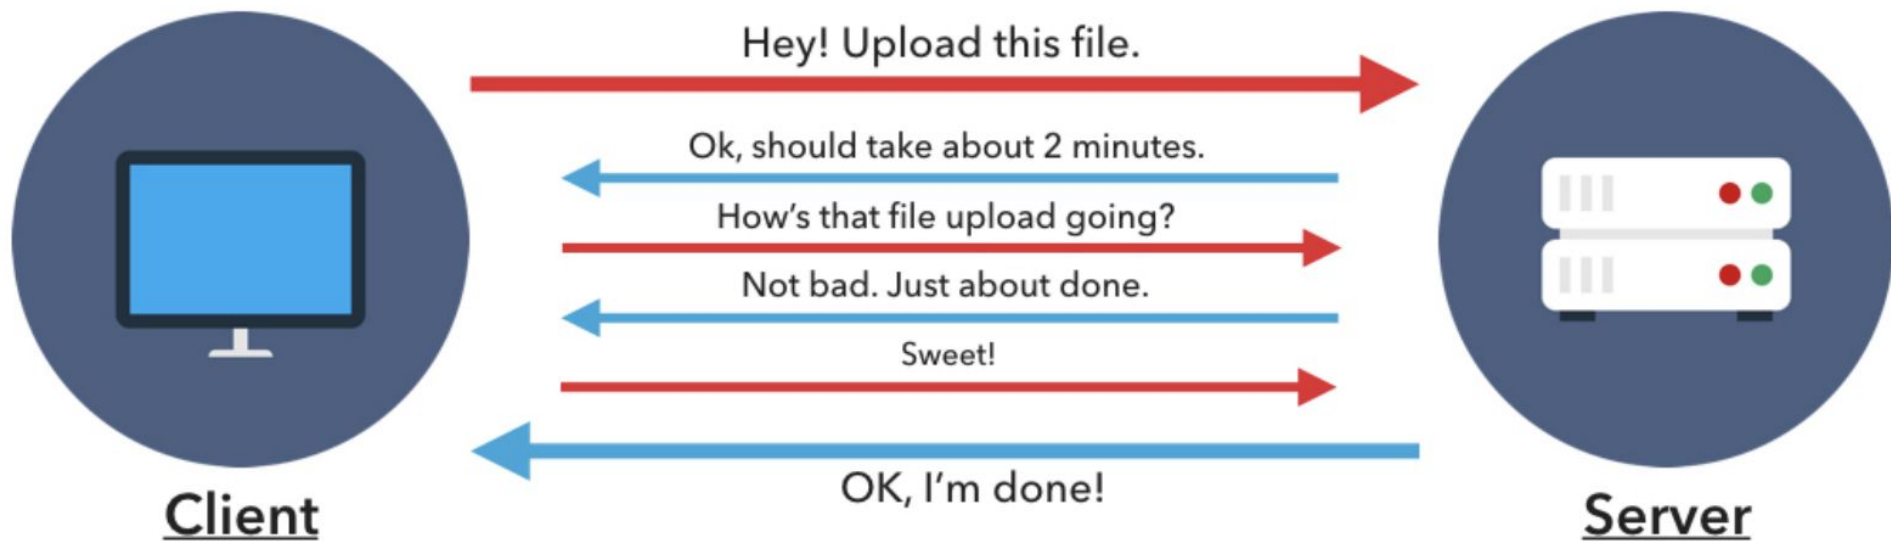 Hey! Upload this file.
Ok, should take about 2 minutes.
How's that file upload going?
Not bad. Just about done.
Sweet!
OK, I'm done!
Client
Server